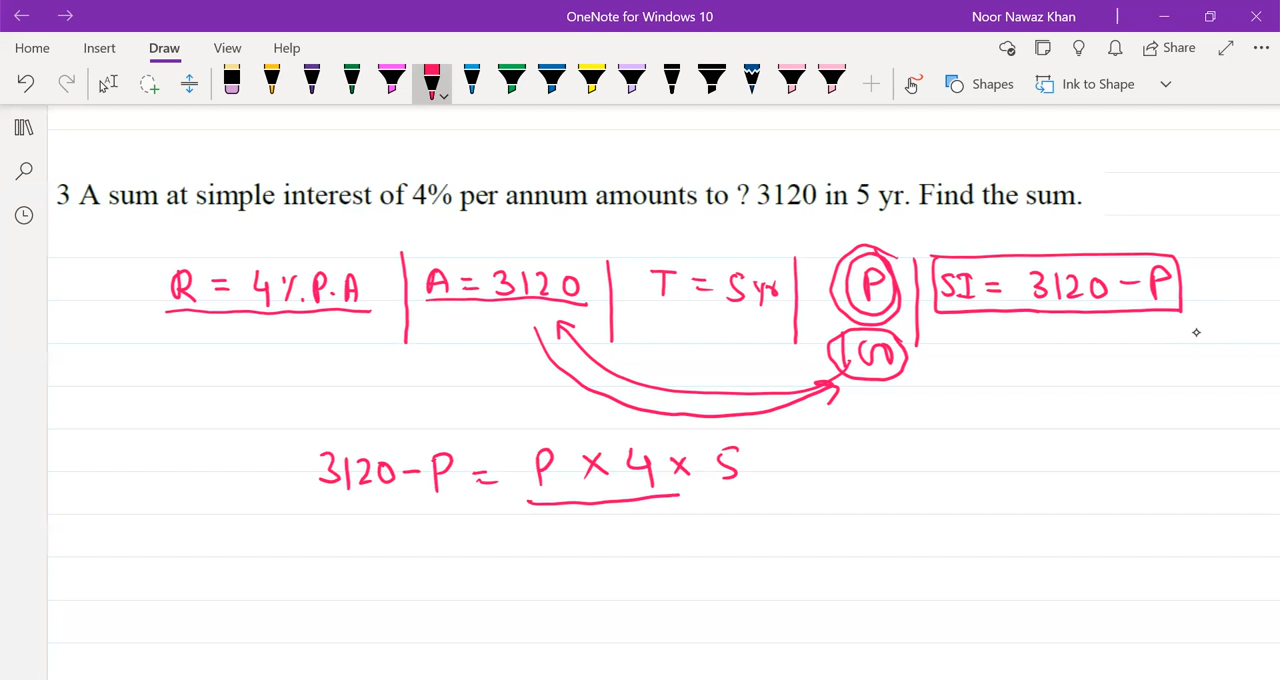 OneNote for Windows 10
Noor Nawaz Khan
Home Insert Draw View Help
Share
Shapes
Ink to Shape
3 A sum at simple interest of 4% per annum amounts to ? 3120 in 5 yr. Find the sum.
R = 4%.P.A | A = 3120 | T = 5 yr | P | SI = 3120 - P
3120 - P = P × 4 × 5